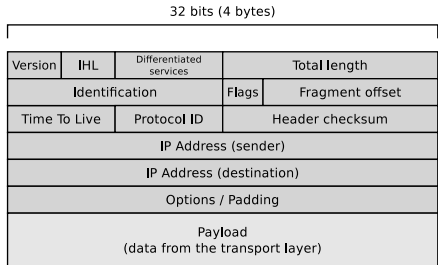 32 bits (4 bytes)
Version IHL Differentiated services Total length
Identification Flags Fragment offset
Time To Live Protocol ID Header checksum
IP Address (sender)
IP Address (destination)
Options / Padding
Payload
(data from the transport layer)